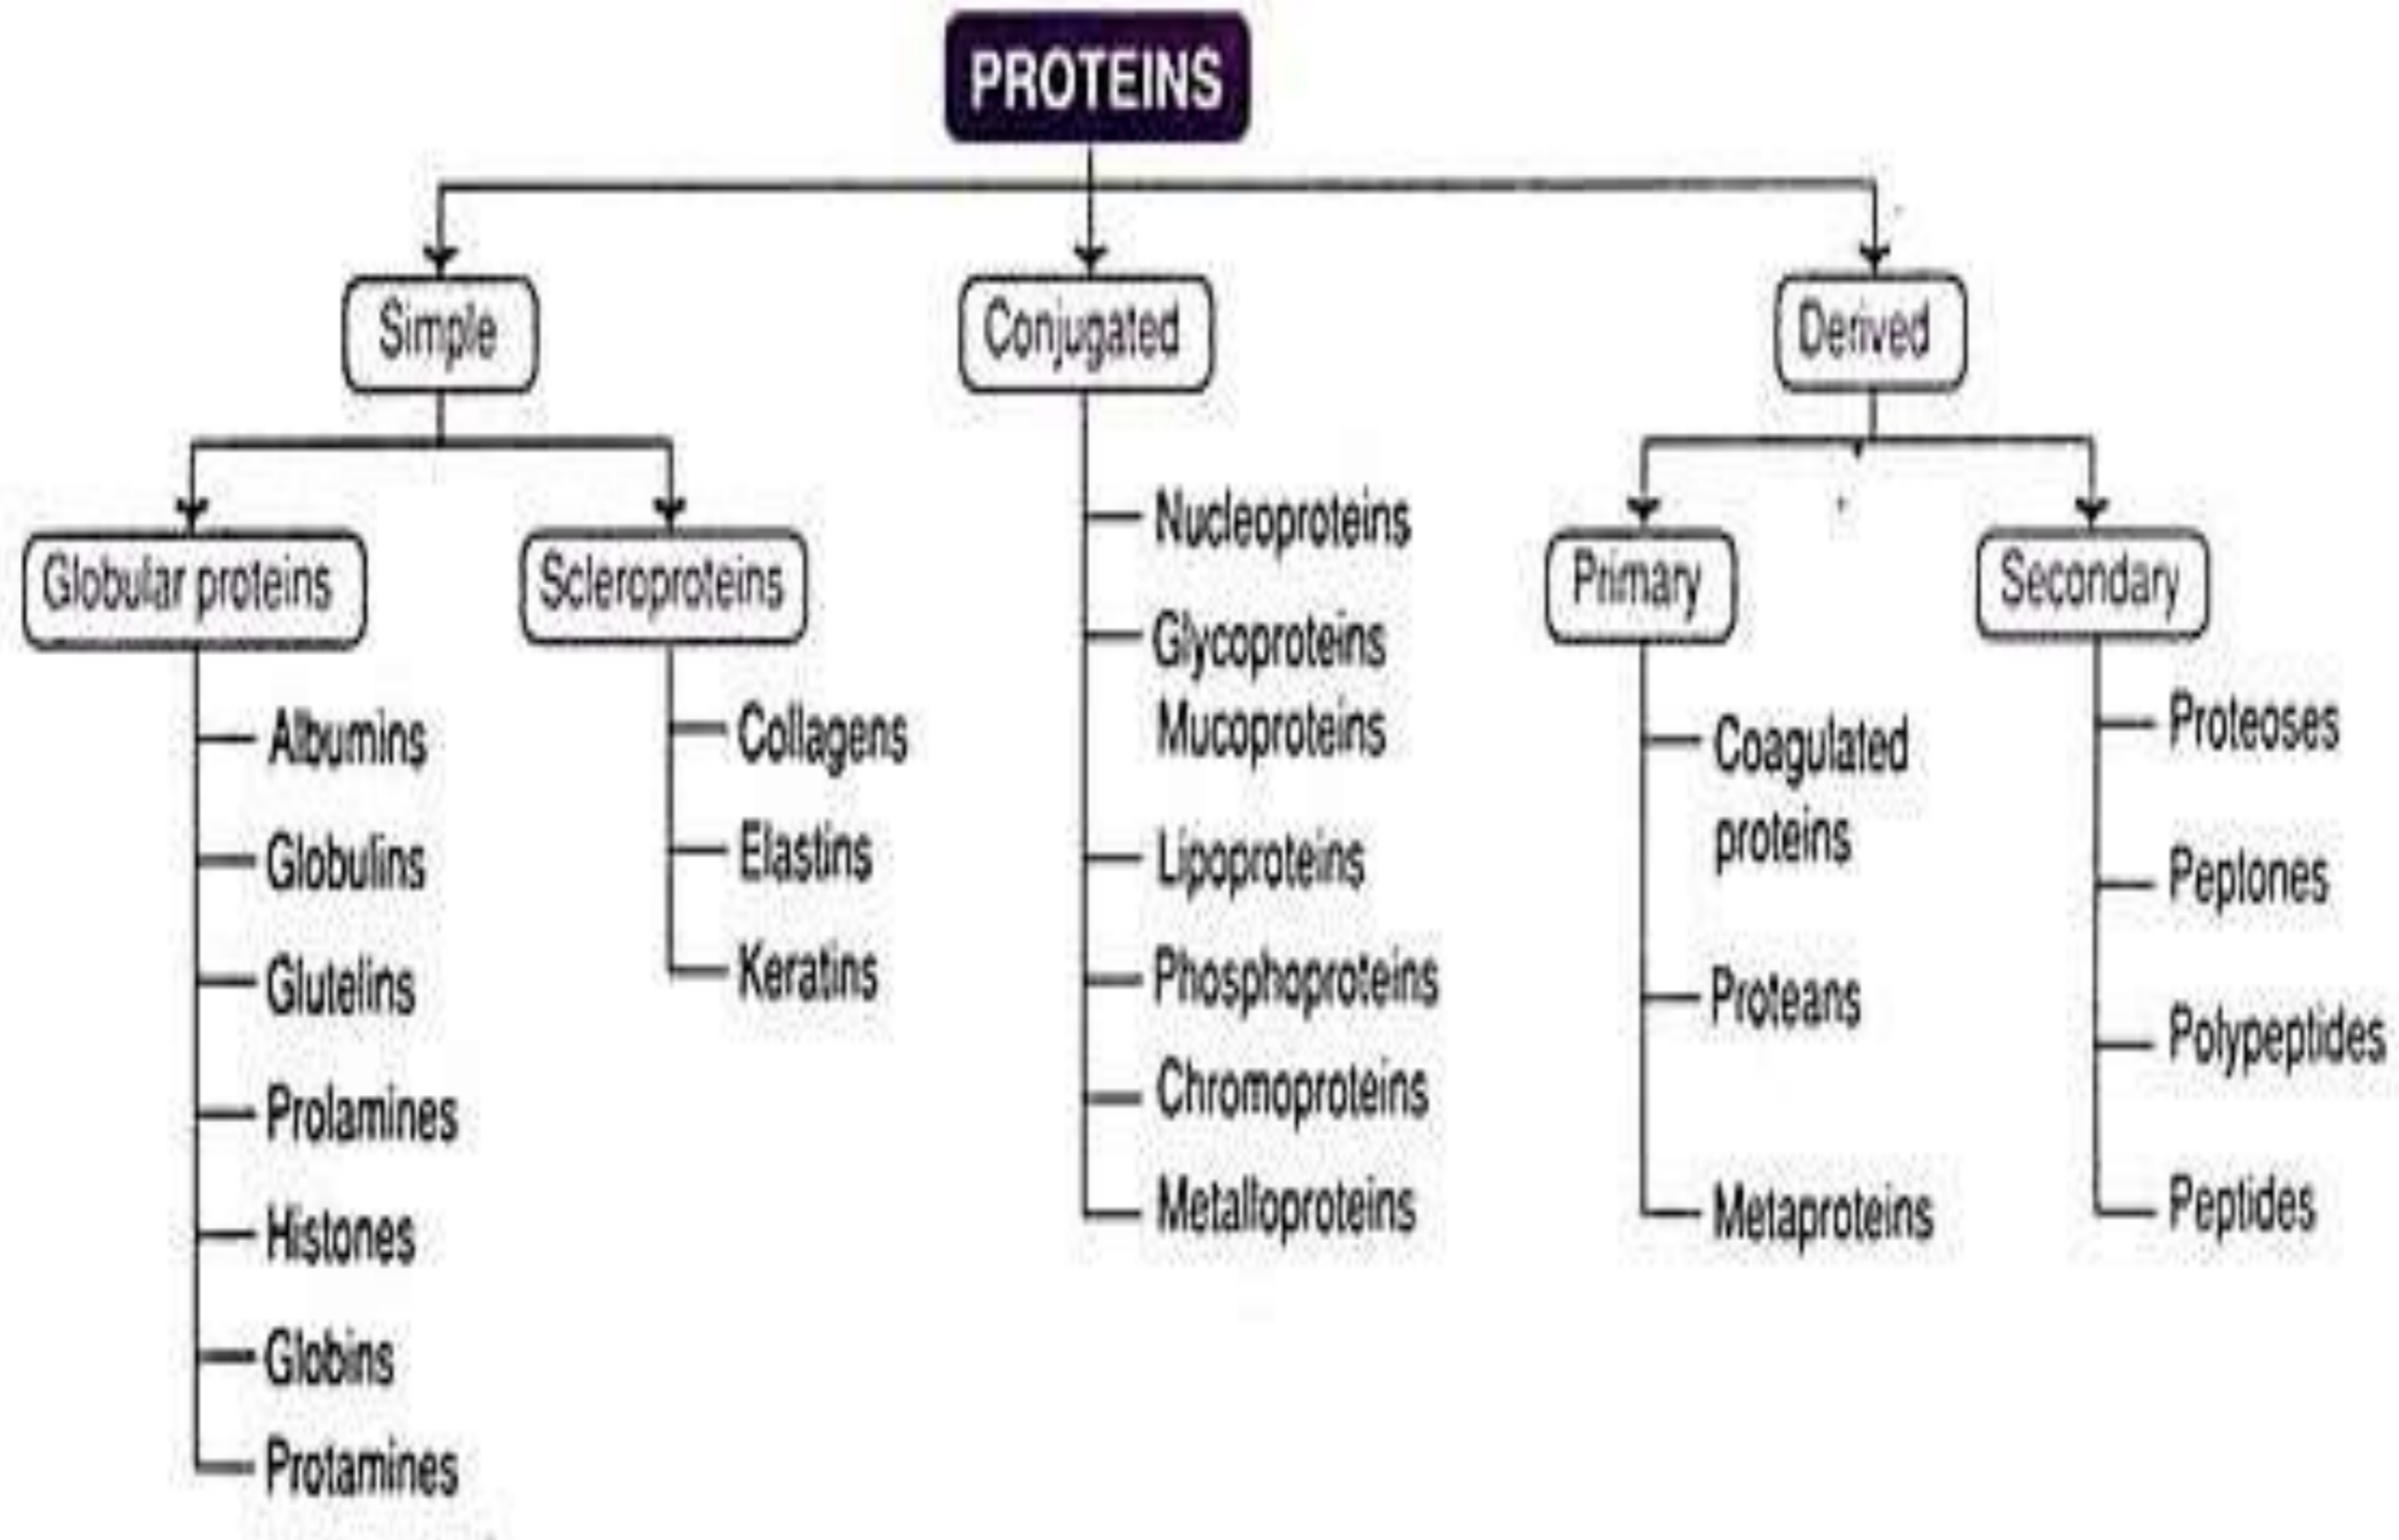 PROTEINS
Simple
Conjugated
Derived
Globular proteins
Scleroproteins
Primary
Secondary
Albumins
Globulins
Glutelins
Prolamines
Histones
Globins
Protamines
Collagens
Elastins
Keratins
Nucleoproteins
Glycoproteins
Mucoproteins
Lipoproteins
Phosphoproteins
Chromoproteins
Metalloproteins
Coagulated
proteins
Proteans
Metaproteins
Proteoses
Peptones
Polypeptides
Peptides